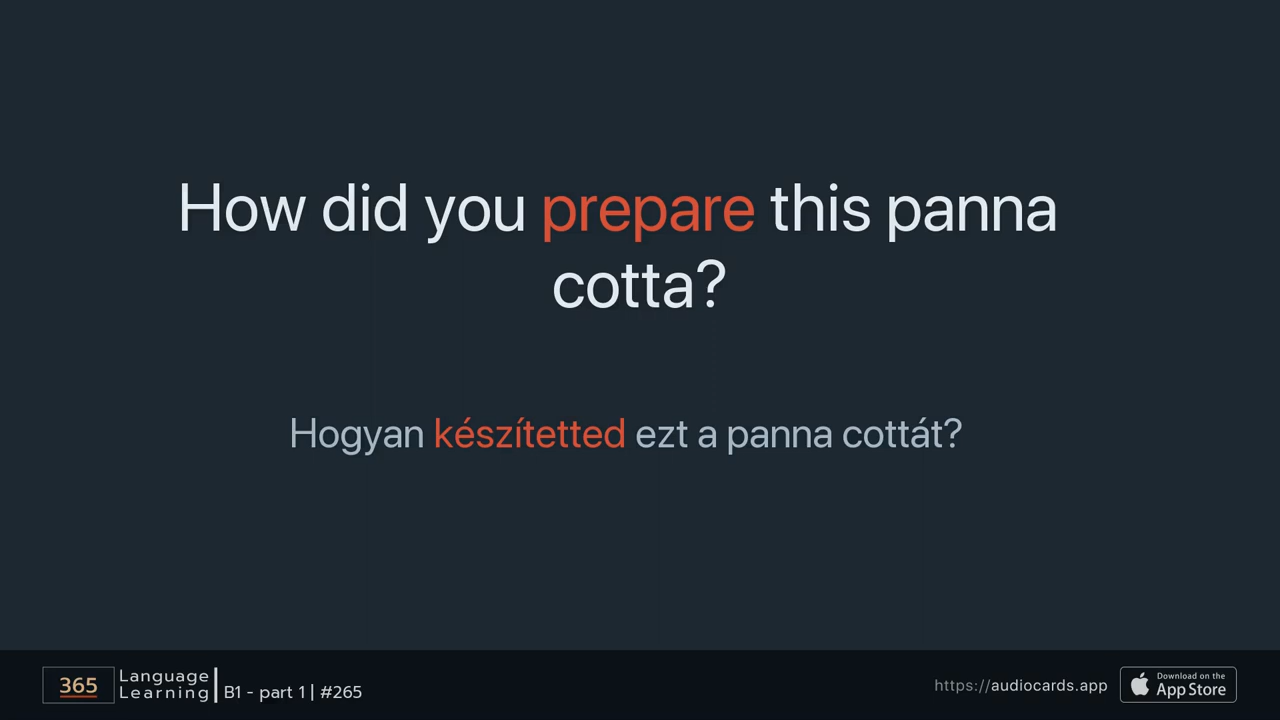 How did you prepare this panna
cotta?
Hogyan készítetted ezt a panna cottát?
365
Language
Learning
B1 - part 1 | #265
https://audiocards.app
Download on the
App Store